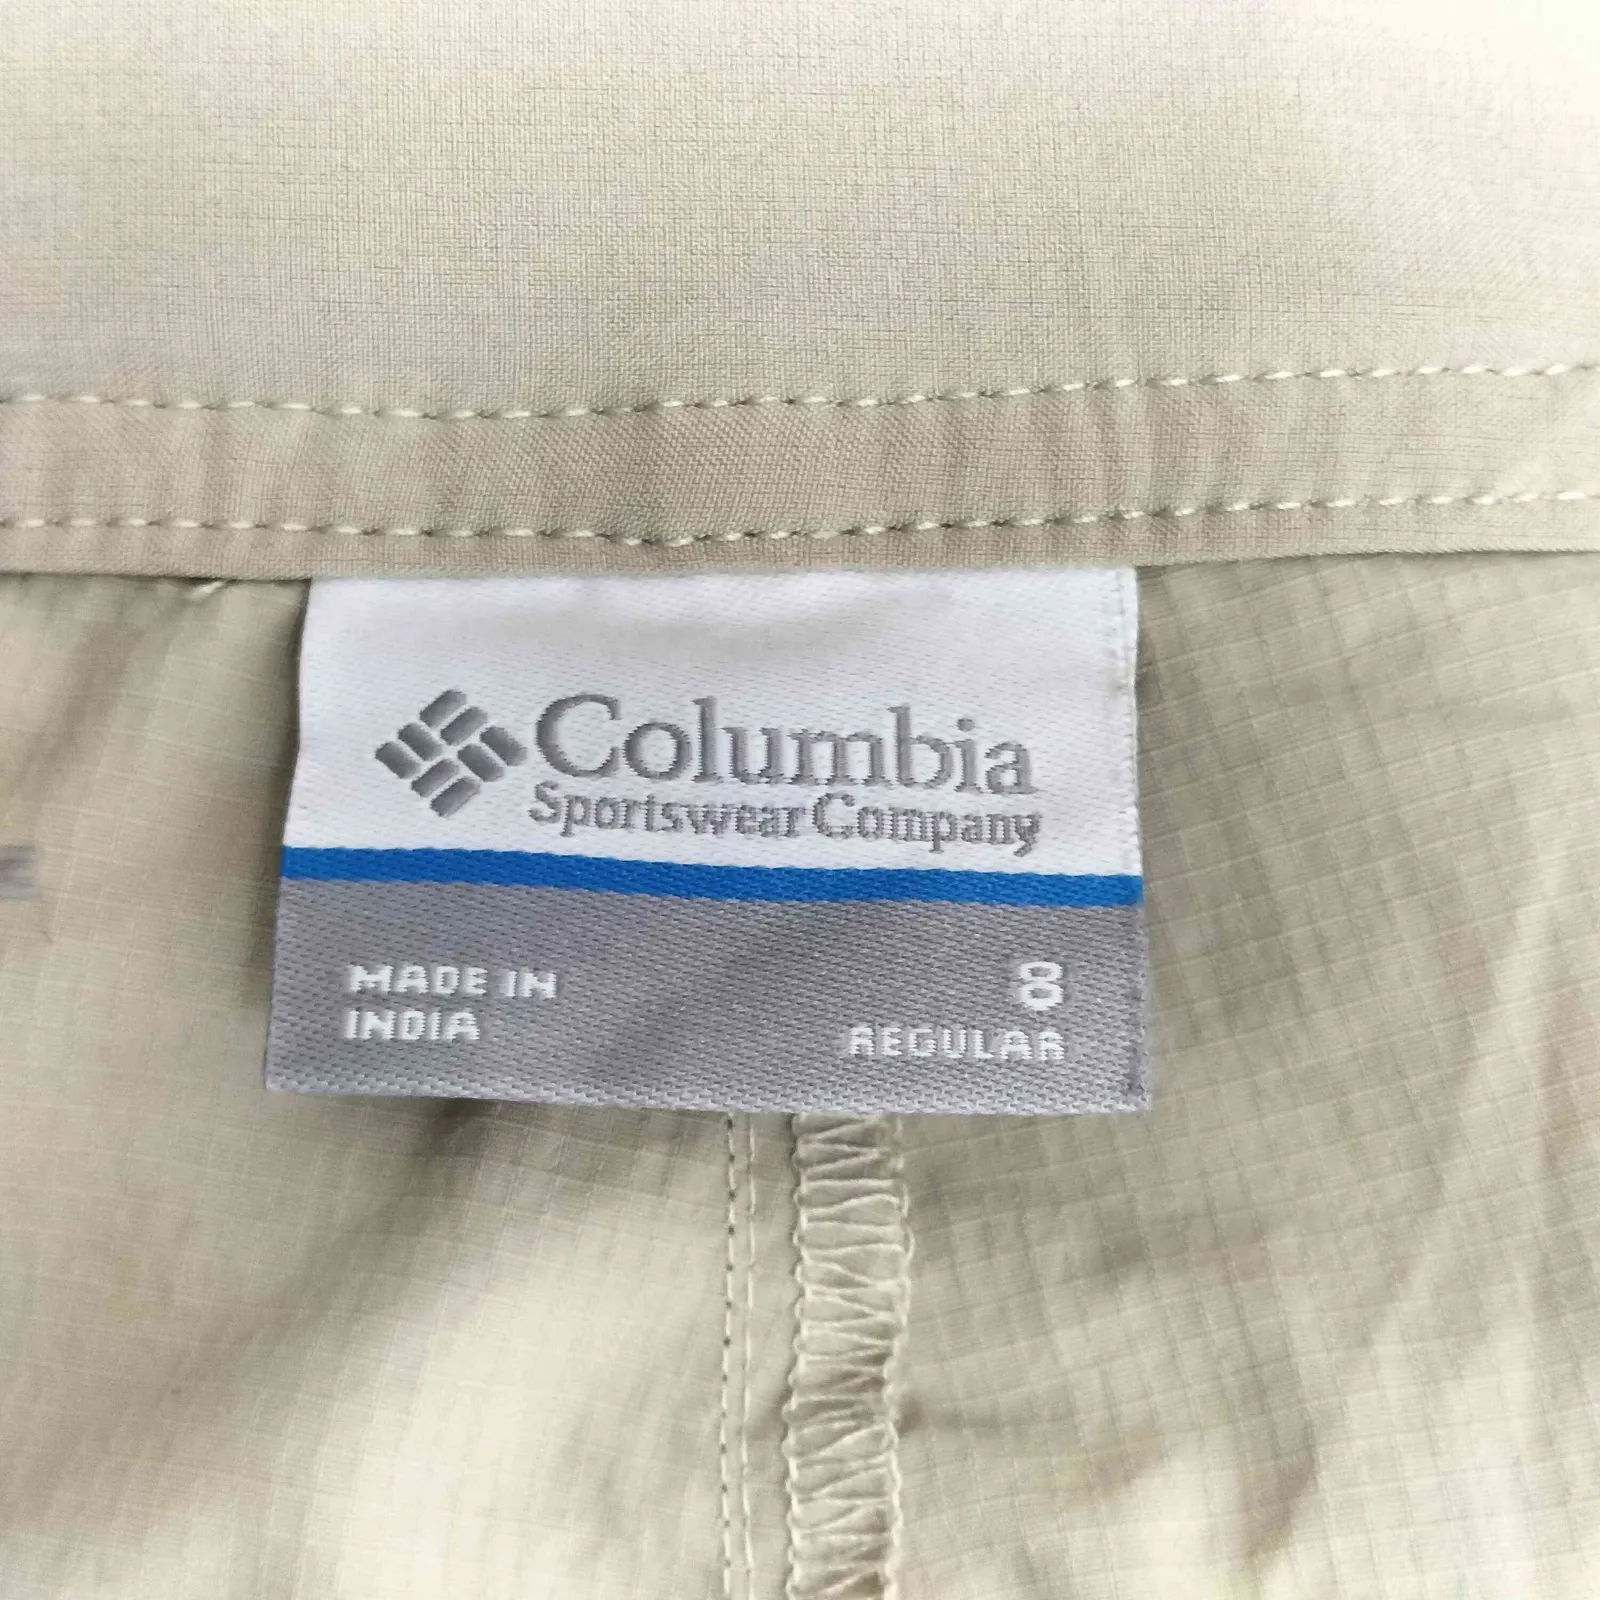 Columbia
Sportswear Company
MADE IN
INDIA
8
REGULAR